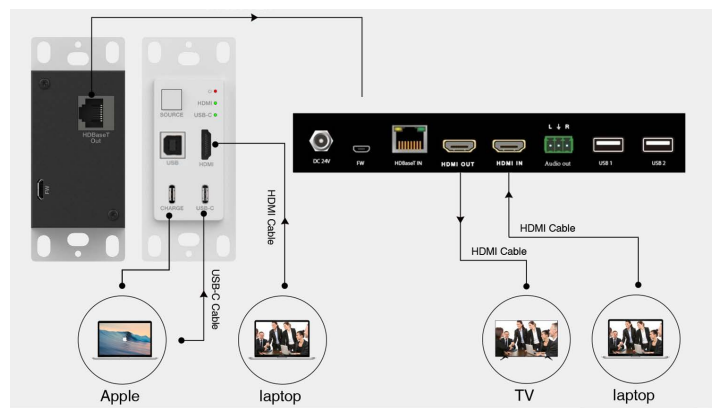 HDBaseT
Out
FW
SOURCE
HDMI
USB-C
USB
HDMI
CHARGE
USB-C
HDMI Cable
USB-C Cable
L R
DC 24V
FW
HDBaseT IN
HDMI OUT
HDMI IN
Audio out
USB 1
USB 2
HDMI Cable
HDMI Cable
Apple
laptop
TV
laptop